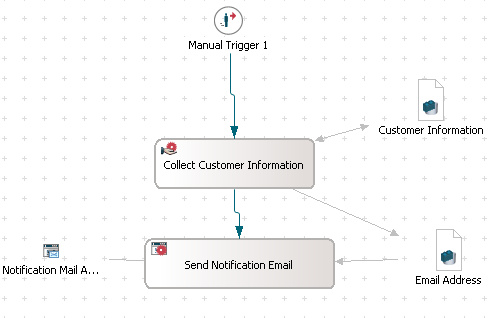 Manual Trigger 1
Customer Information
Collect Customer Information
Notification Mail A...
Send Notification Email
Email Address